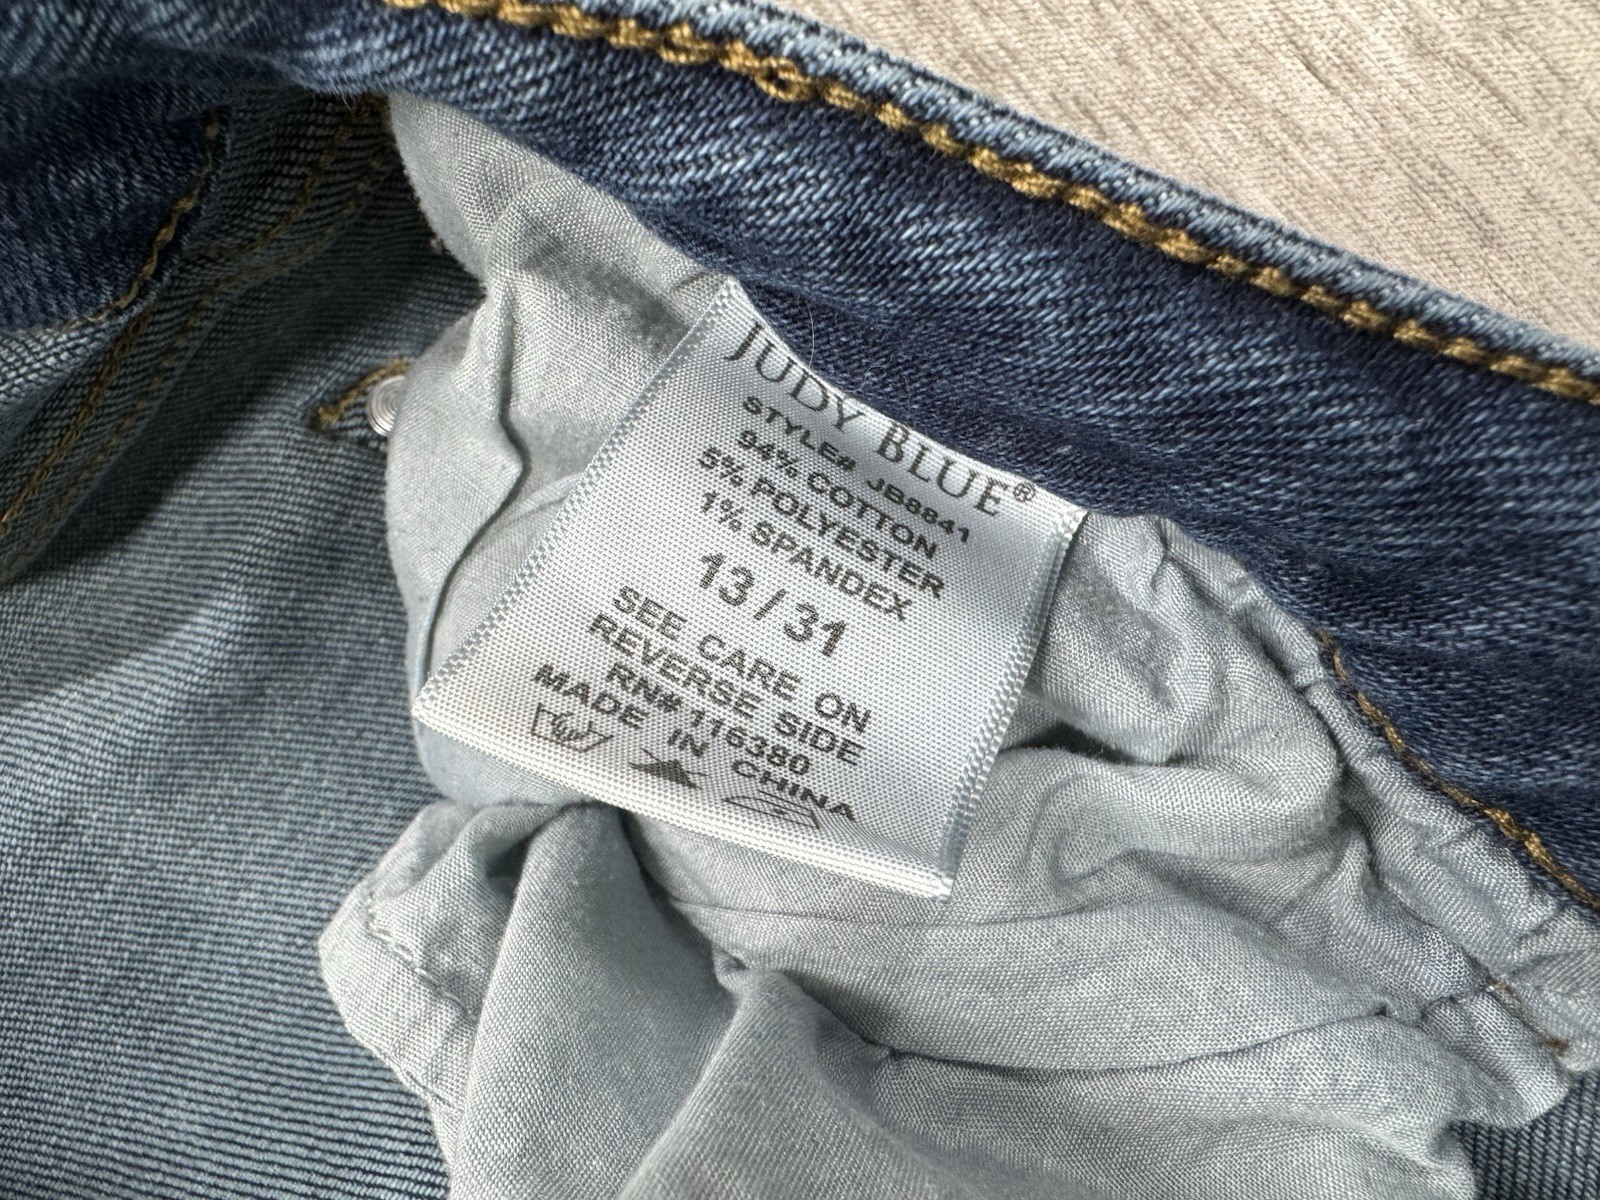 JUDY BLUE®
STYLE# JB8841
94% COTTON
5% POLYESTER
1% SPANDEX
13 / 31
SEE CARE ON
REVERSE SIDE
RN# 116380
MADE IN CHINA